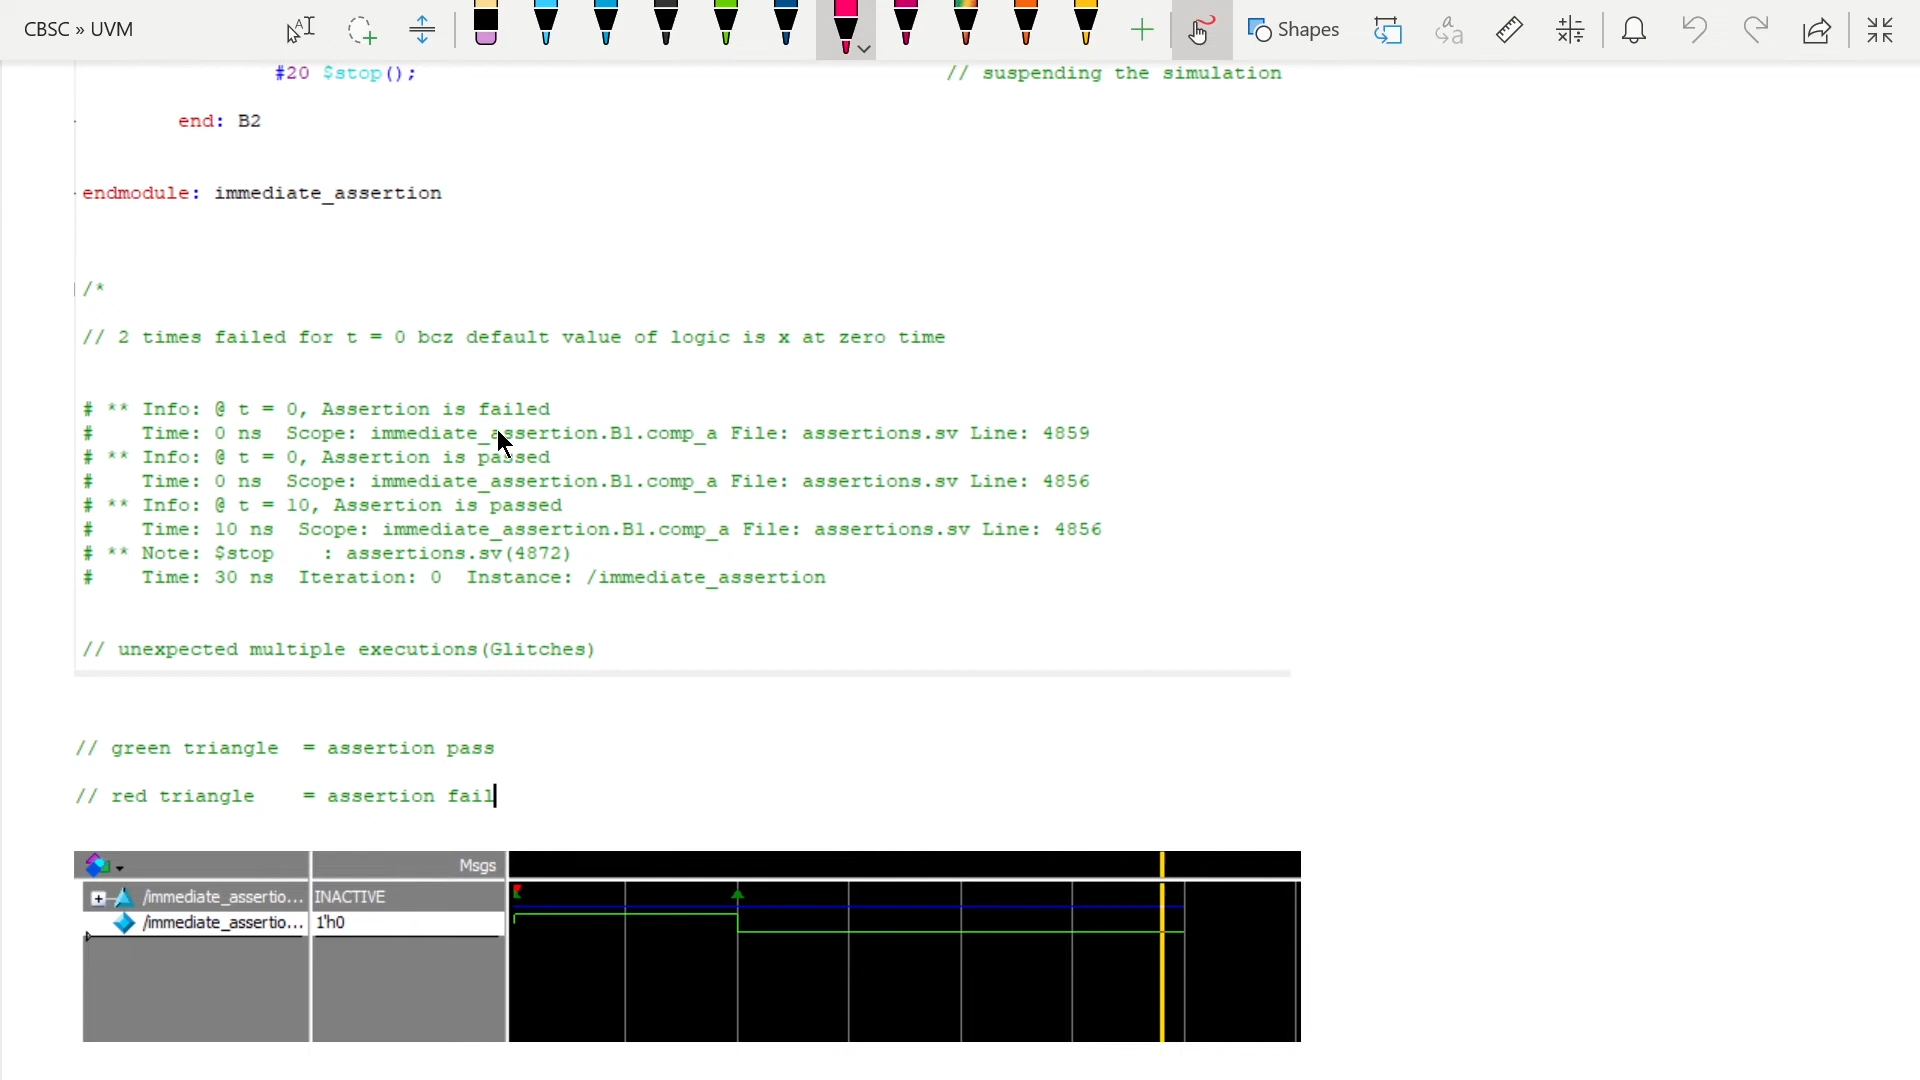 CBSC » UVM
Shapes
#20 $stop(); // suspending the simulation
end: B2
endmodule: immediate_assertion
/*
// 2 times failed for t = 0 bcz default value of logic is x at zero time
# ** Info: @ t = 0, Assertion is failed
#    Time: 0 ns  Scope: immediate_assertion.B1.comp_a File: assertions.sv Line: 4859
# ** Info: @ t = 0, Assertion is passed
#    Time: 0 ns  Scope: immediate_assertion.B1.comp_a File: assertions.sv Line: 4856
# ** Info: @ t = 10, Assertion is passed
#    Time: 10 ns  Scope: immediate_assertion.B1.comp_a File: assertions.sv Line: 4856
# ** Note: $stop    : assertions.sv(4872)
#    Time: 30 ns  Iteration: 0  Instance: /immediate_assertion
// unexpected multiple executions(Glitches)
// green triangle  = assertion pass
// red triangle    = assertion fail
Msgs
/immediate_assertio... INACTIVE
/immediate_assertio... 1'h0